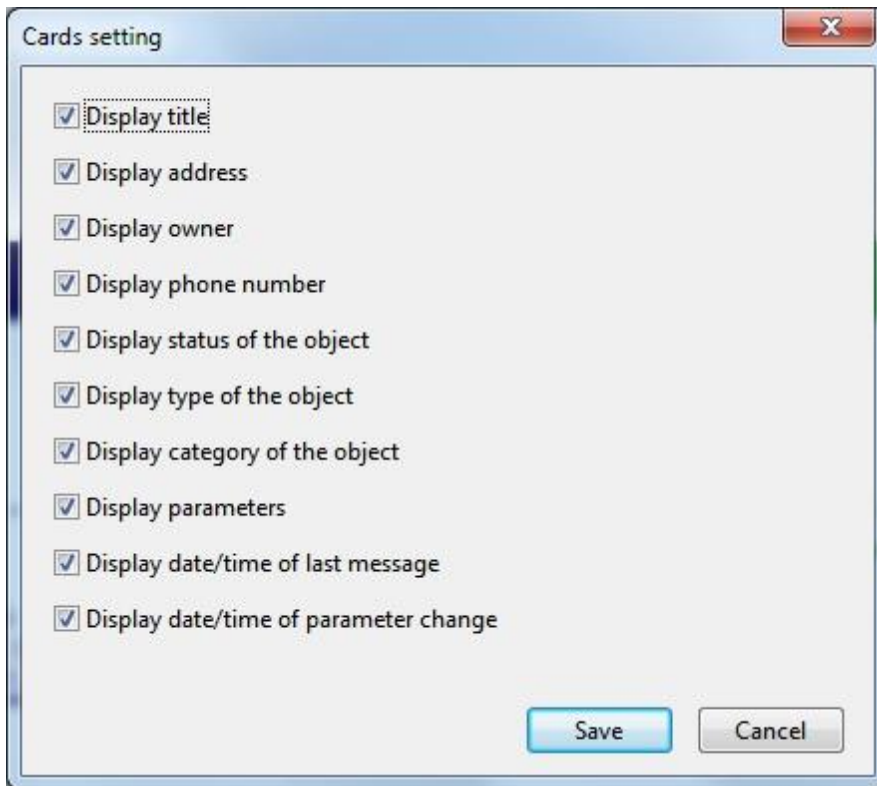 Cards setting
Display title
Display address
Display owner
Display phone number
Display status of the object
Display type of the object
Display category of the object
Display parameters
Display date/time of last message
Display date/time of parameter change
Save Cancel